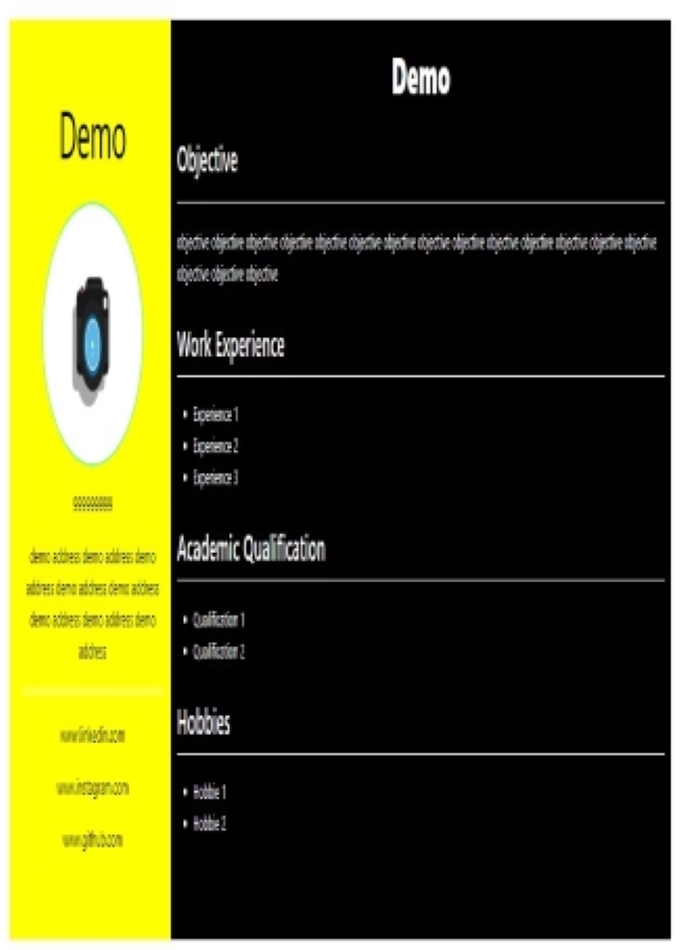 Demo
999999999
demo address demo address demo
address demo address demo address
demo address demo address demo
address
www.linkedin.com
www.instagram.com
www.github.com
Demo
Objective
objective objective objective objective objective objective objective objective objective objective objective objective objective objective
objective objective objective
Work Experience
Experience 1
Experience 2
Experience 3
Academic Qualification
Qualification 1
Qualification 2
Hobbies
Hobbie 1
Hobbie 2